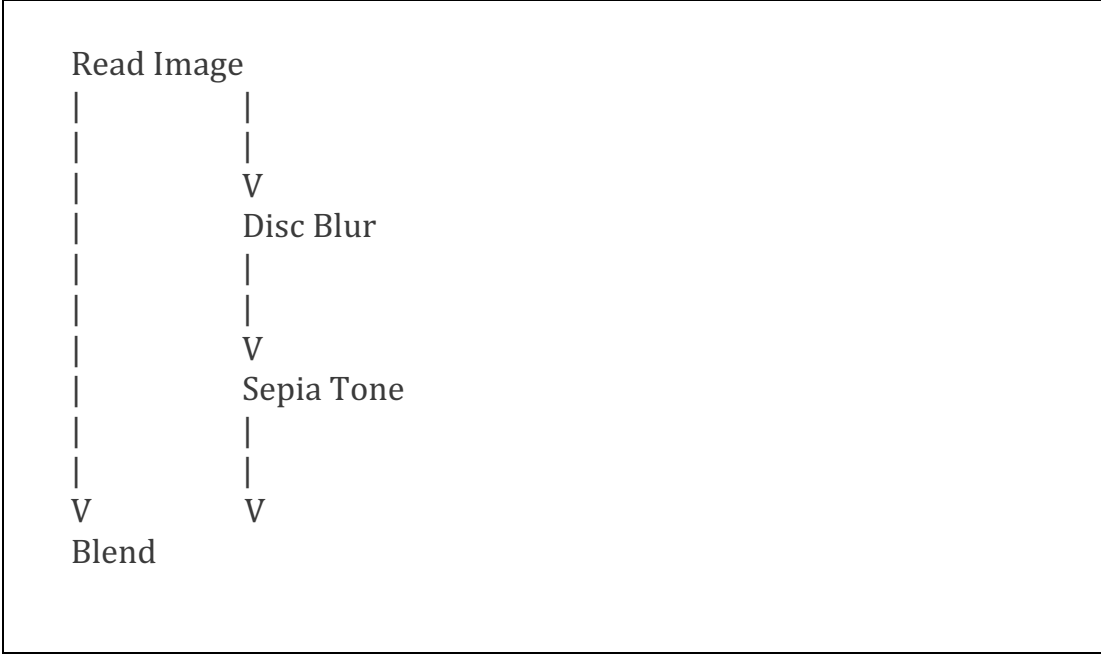 Read Image
| |
| |
| V
| Disc Blur
| |
| |
| V
| Sepia Tone
| |
| |
V V
Blend